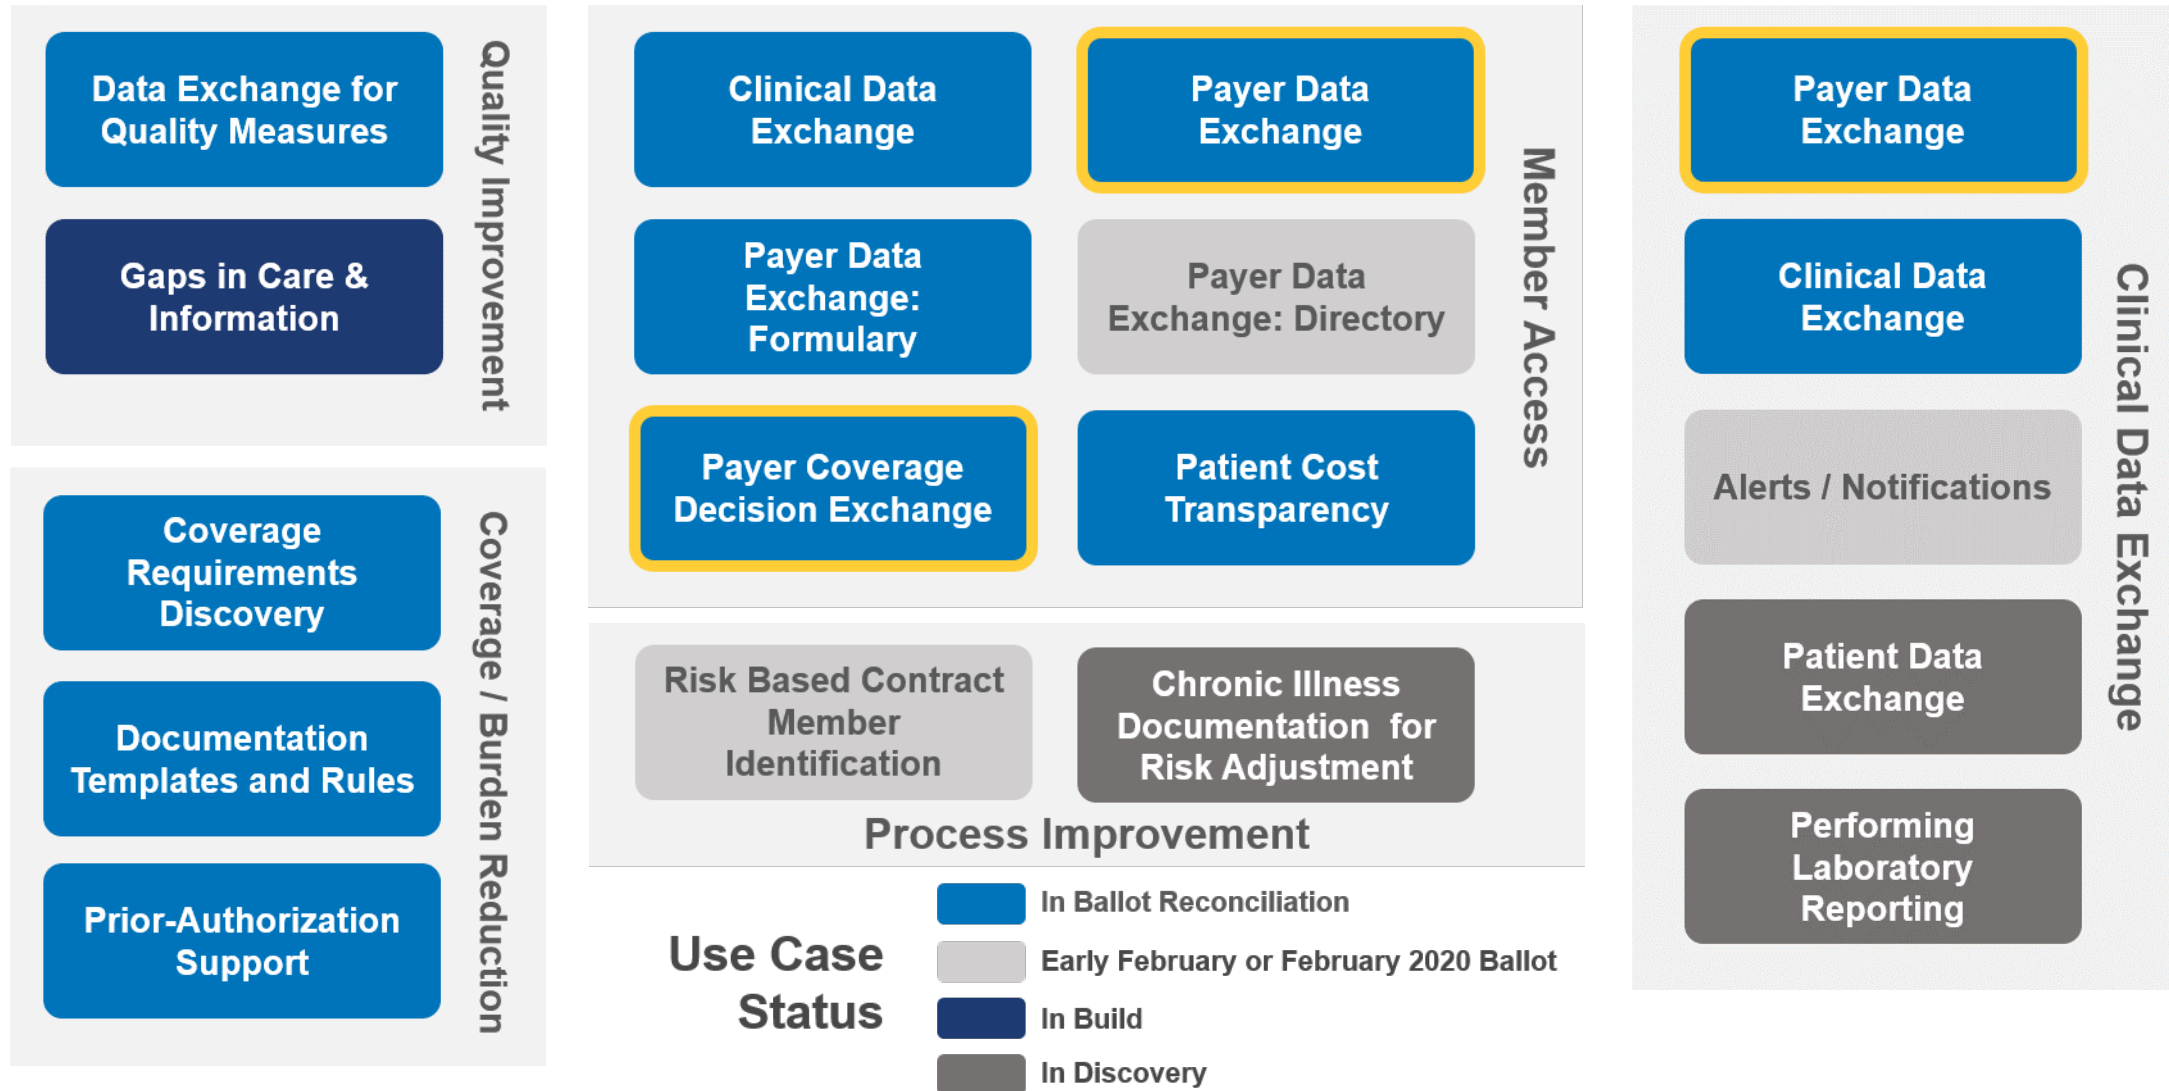 Data Exchange for
Quality Measures
Gaps in Care &
Information
Quality Improvement
Coverage
Requirements
Discovery
Documentation
Templates and Rules
Prior-Authorization
Support
Coverage / Burden Reduction
Clinical Data
Exchange
Payer Data
Exchange
Payer Data
Exchange:
Formulary
Payer Data
Exchange: Directory
Payer Coverage
Decision Exchange
Patient Cost
Transparency
Member Access
Risk Based Contract
Member
Identification
Chronic Illness
Documentation for
Risk Adjustment
Process Improvement
Use Case
Status
In Ballot Reconciliation
Early February or February 2020 Ballot
In Build
In Discovery
Payer Data
Exchange
Clinical Data
Exchange
Alerts / Notifications
Patient Data
Exchange
Performing
Laboratory
Reporting
Clinical Data Exchange